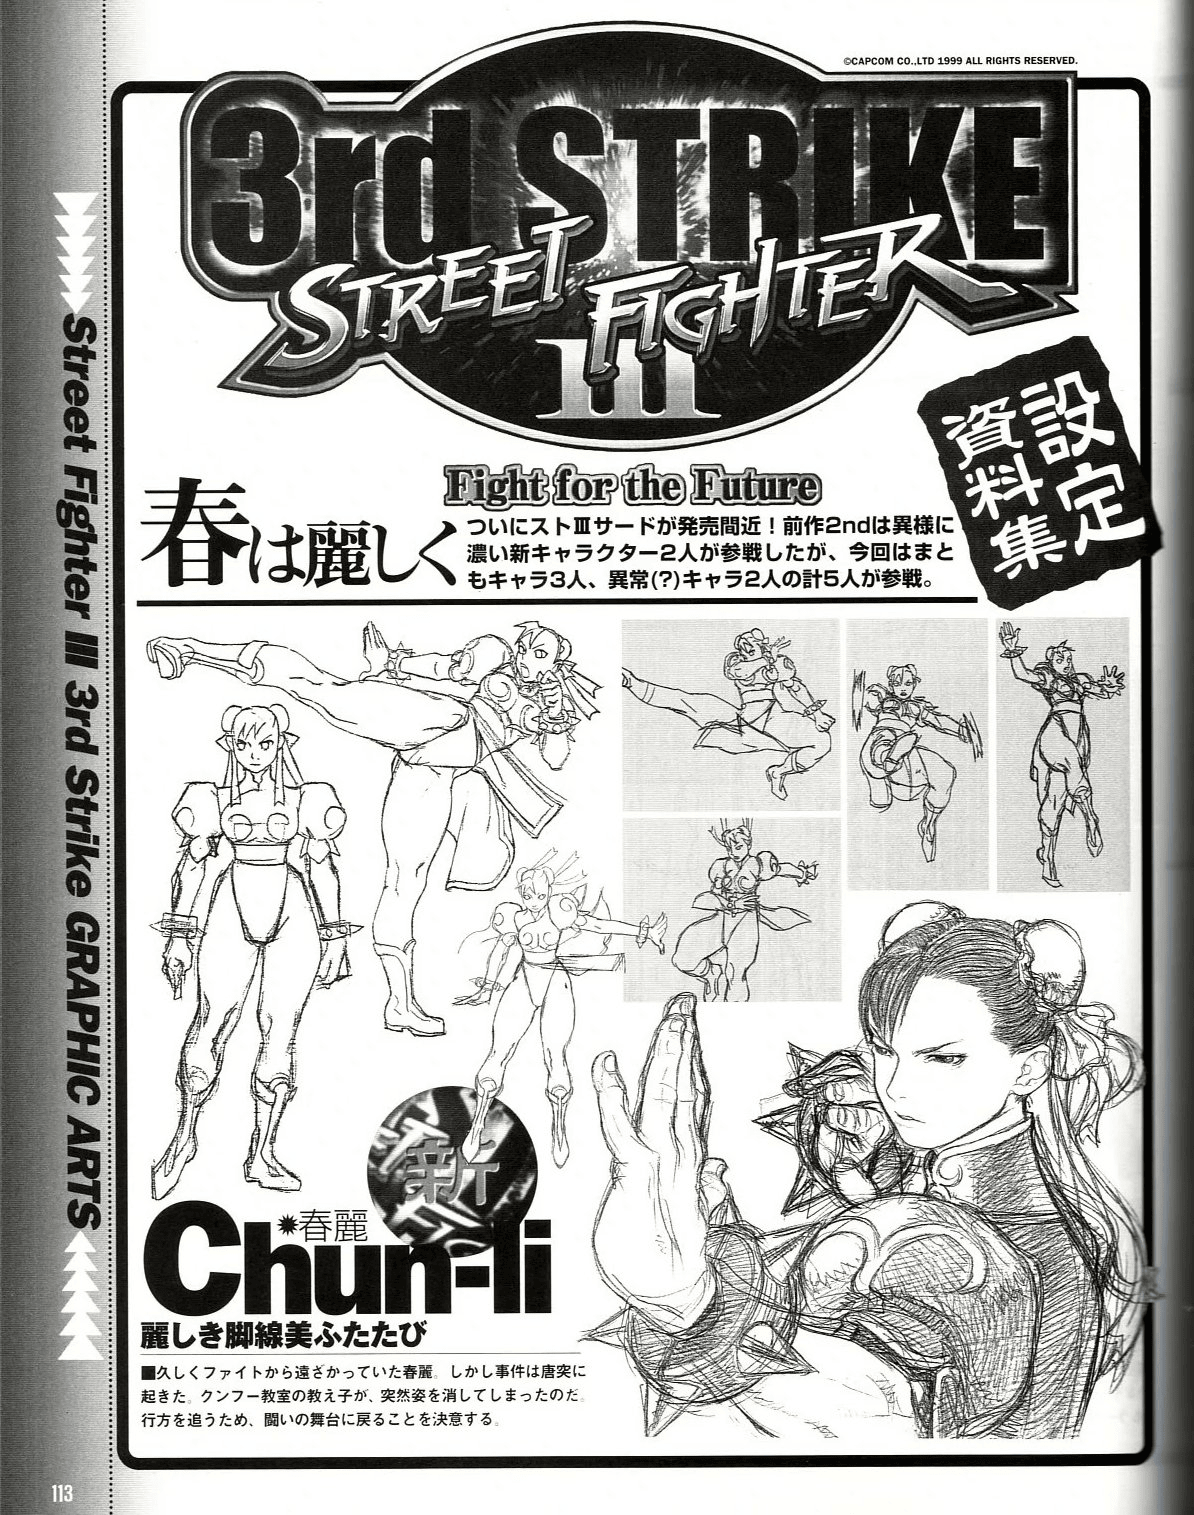 ©CAPCOM CO.,LTD 1999 ALL RIGHTS RESERVED.
3rd STRIKE
STREET FIGHTER
III
Fight for the Future
設定
資料集
春は麗しく
ついにストⅢサードが発売間近！前作2ndは異様に
濃い新キャラクター2人が参戦したが、今回はまと
もキャラ3人、異常(?)キャラ2人の計5人が参戦。
Street Fighter III 3rd Strike GRAPHIC ARTS
新
春麗
Chun-li
麗しき脚線美ふたたび
■久しくファイトから遠ざかっていた春麗。しかし事件は唐突に
起きた。クンフー教室の教え子が、突然姿を消してしまったのだ。
行方を追うため、闘いの舞台に戻ることを決意する。
113